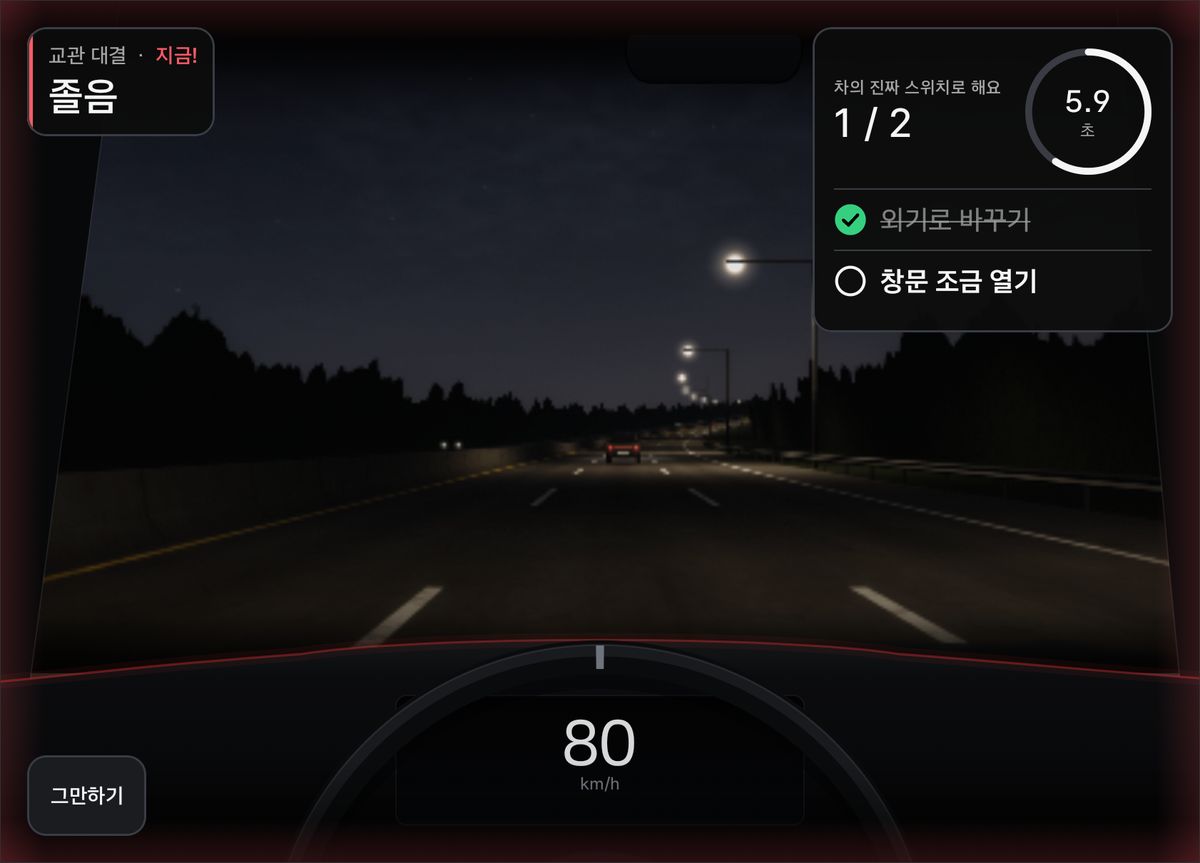 교관 대결 · 지금!
졸음
차의 진짜 스위치로 해요
1 / 2
5.9
초
외기로 바꾸기
창문 조금 열기
80
km/h
그만하기